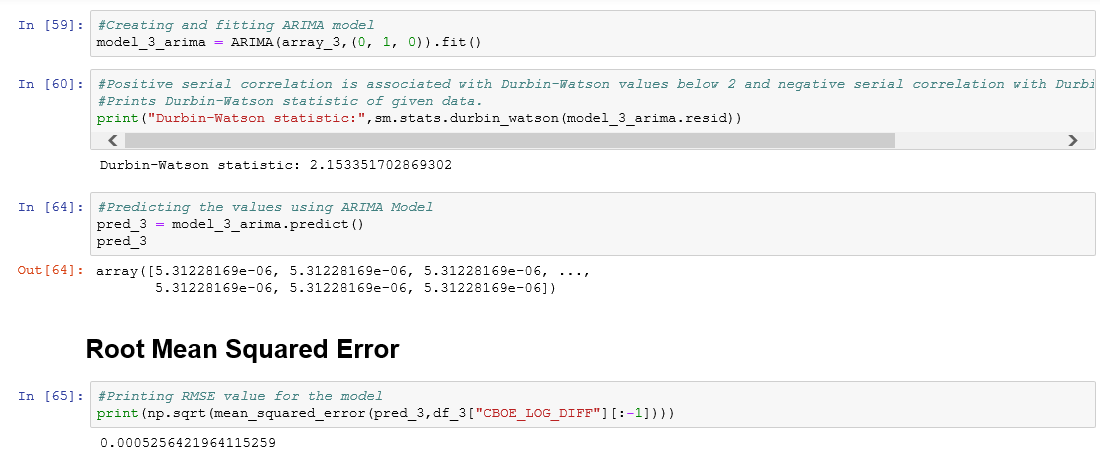 In [59]: #Creating and fitting ARIMA model
model_3_arima = ARIMA(array_3,(0, 1, 0)).fit()
In [60]: #Positive serial correlation is associated with Durbin-Watson values below 2 and negative serial correlation with
#Prints Durbin-Watson statistic of given data.
print("Durbin-Watson statistic:",sm.stats.durbin_watson(model_3_arima.resid))
Durbin-Watson statistic: 2.153351702869302
In [64]: #Predicting the values using ARIMA Model
pred_3 = model_3_arima.predict()
pred_3
Out[64]: array([5.31228169e-06, 5.31228169e-06, 5.31228169e-06, ...,
5.31228169e-06, 5.31228169e-06, 5.31228169e-06])
Root Mean Squared Error
In [65]: #Printing RMSE value for the model
print(np.sqrt(mean_squared_error(pred_3,df_3["CBOE_LOG_DIFF"][:-1])))
0.0005256421964115259